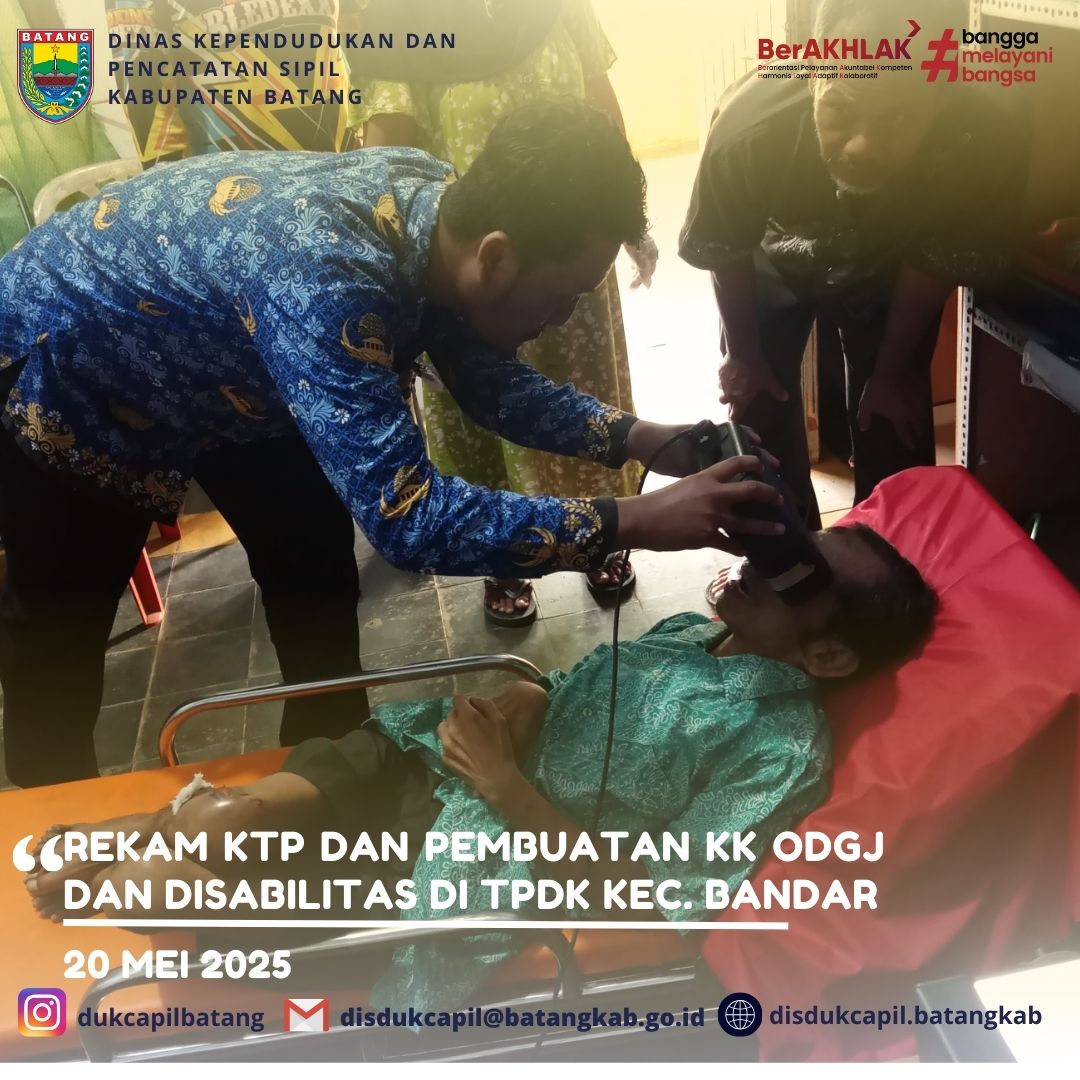 BATANG
DINAS KEPENDUDUKAN DAN
PENCATATAN SIPIL
KABUPATEN BATANG
BerAKHLAK
Berorientasi Pelayanan Akuntabel Kompeten
Harmonis Loyal Adaptif Kolaboratif
#bangga
melayani
bangsa
“REKAM KTP DAN PEMBUATAN KK ODGJ
DAN DISABILITAS DI TPDK KEC. BANDAR
20 MEI 2025
dukcapilbatang
disdukcapil@batangkab.go.id
disdukcapil.batangkab